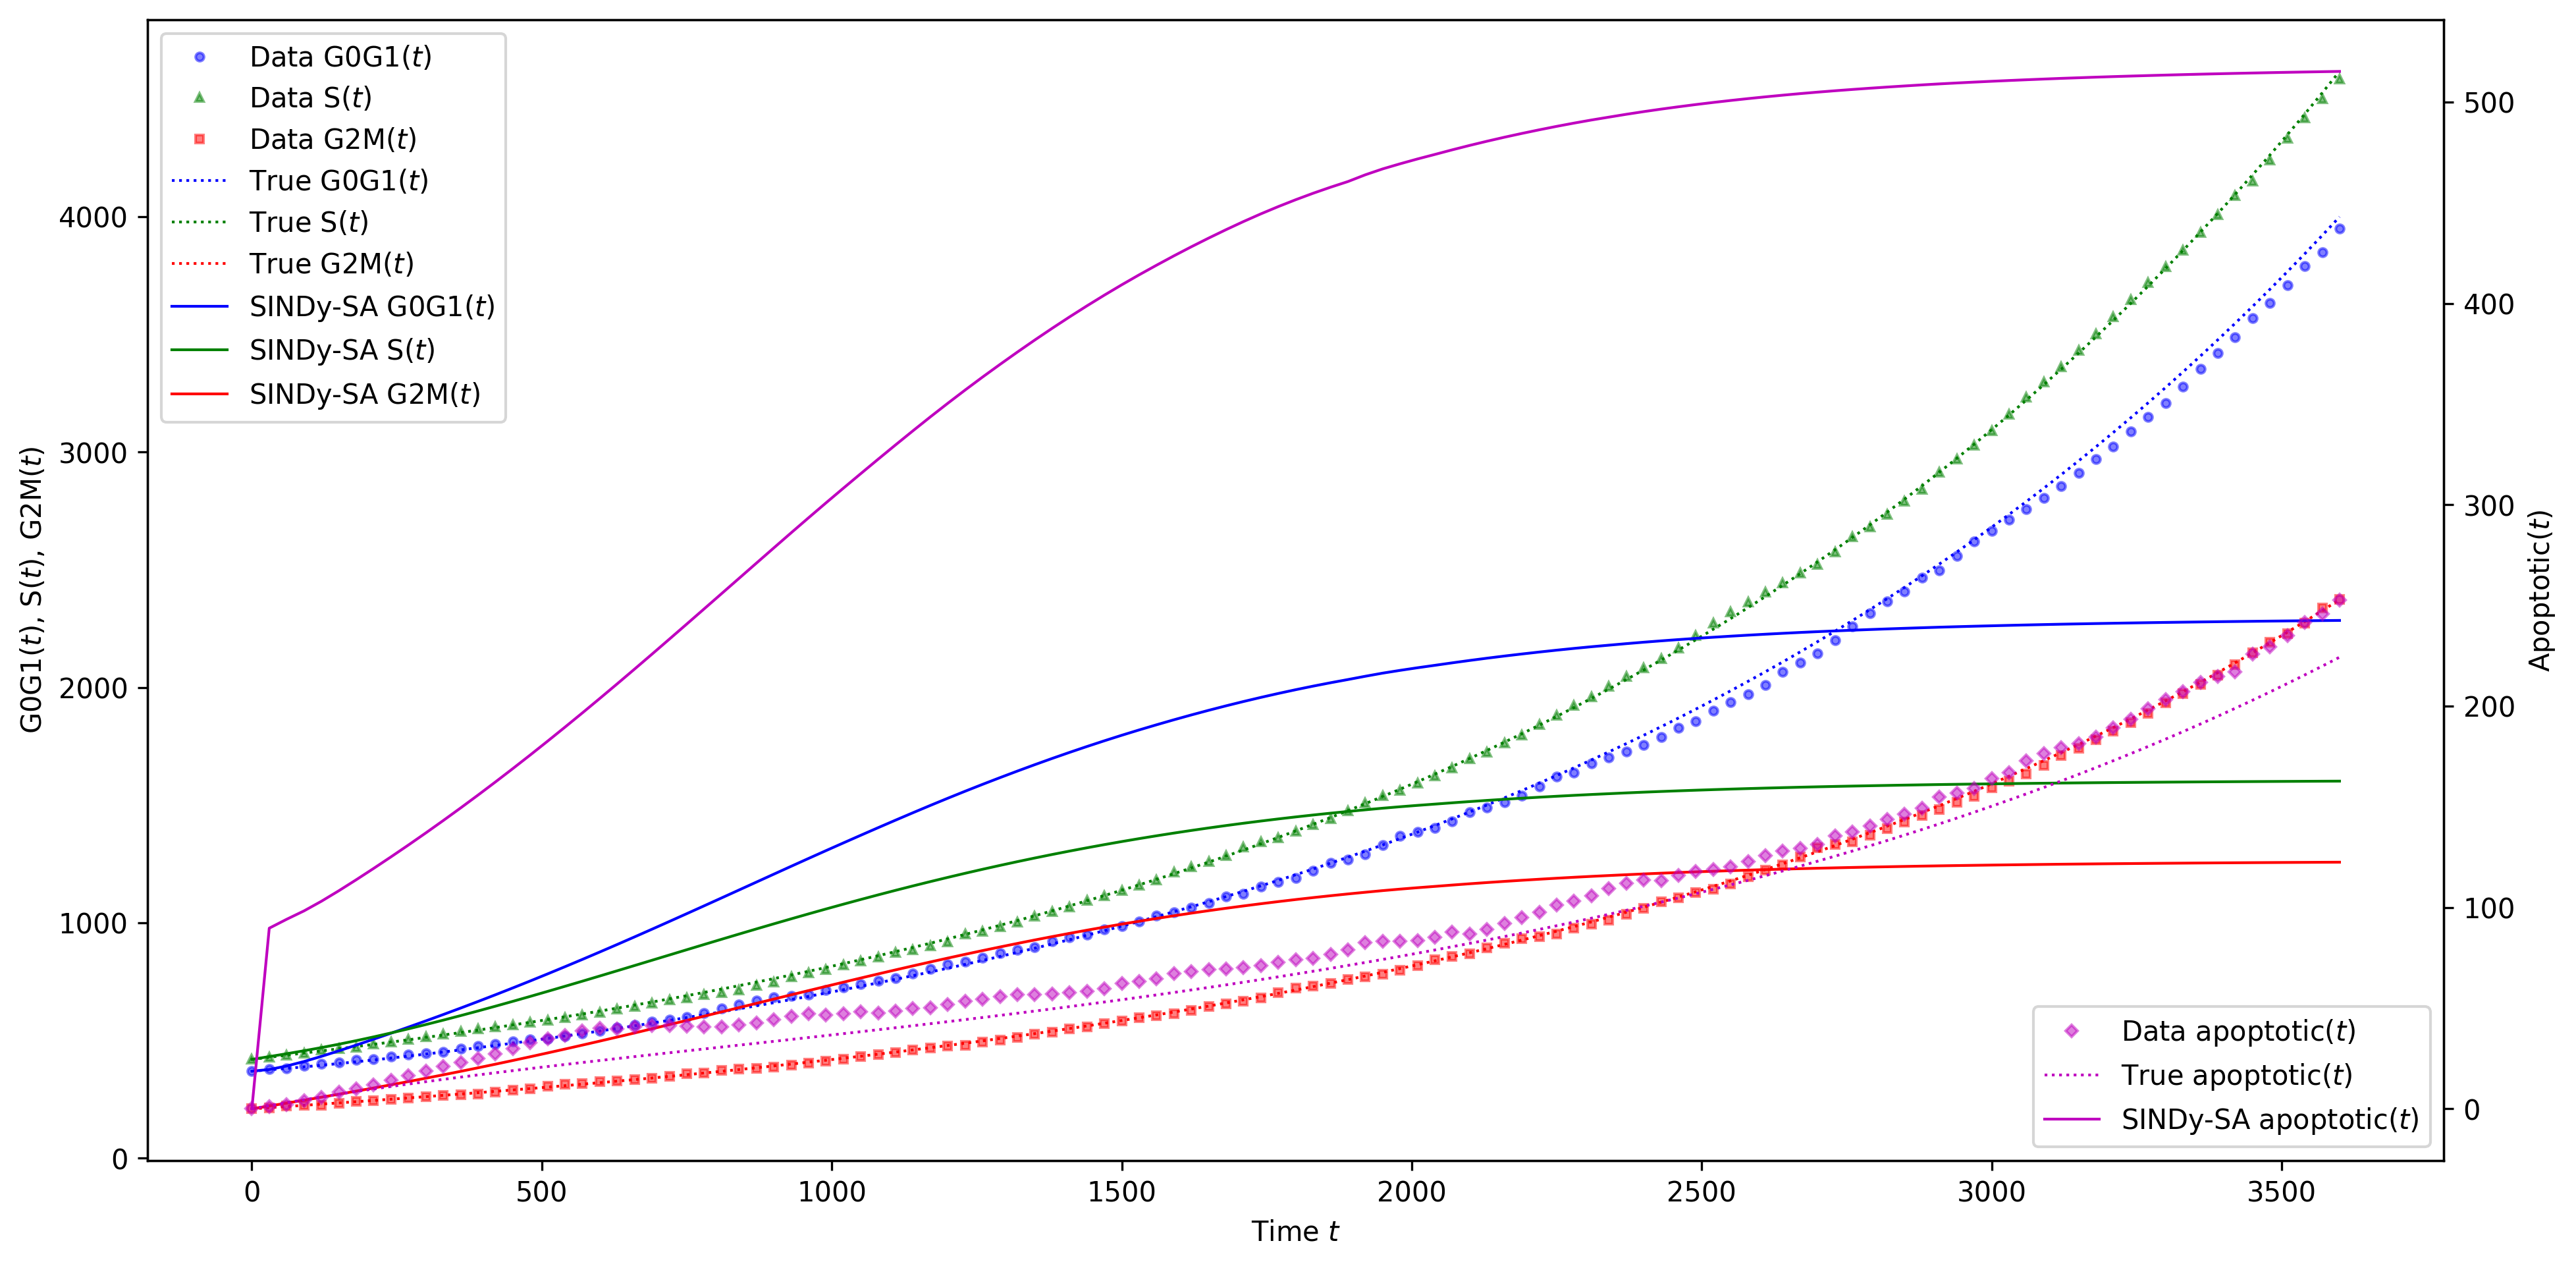 Data G0G1(t)
Data S(t)
Data G2M(t)
True G0G1(t)
True S(t)
True G2M(t)
SINDy-SA G0G1(t)
SINDy-SA S(t)
SINDy-SA G2M(t)
4000
3000
2000
1000
0
G0G1(t), S(t), G2M(t)
500
400
300
200
100
0
Apoptotic(t)
Data apoptotic(t)
True apoptotic(t)
SINDy-SA apoptotic(t)
0 500 1000 1500 2000 2500 3000 3500
Time t